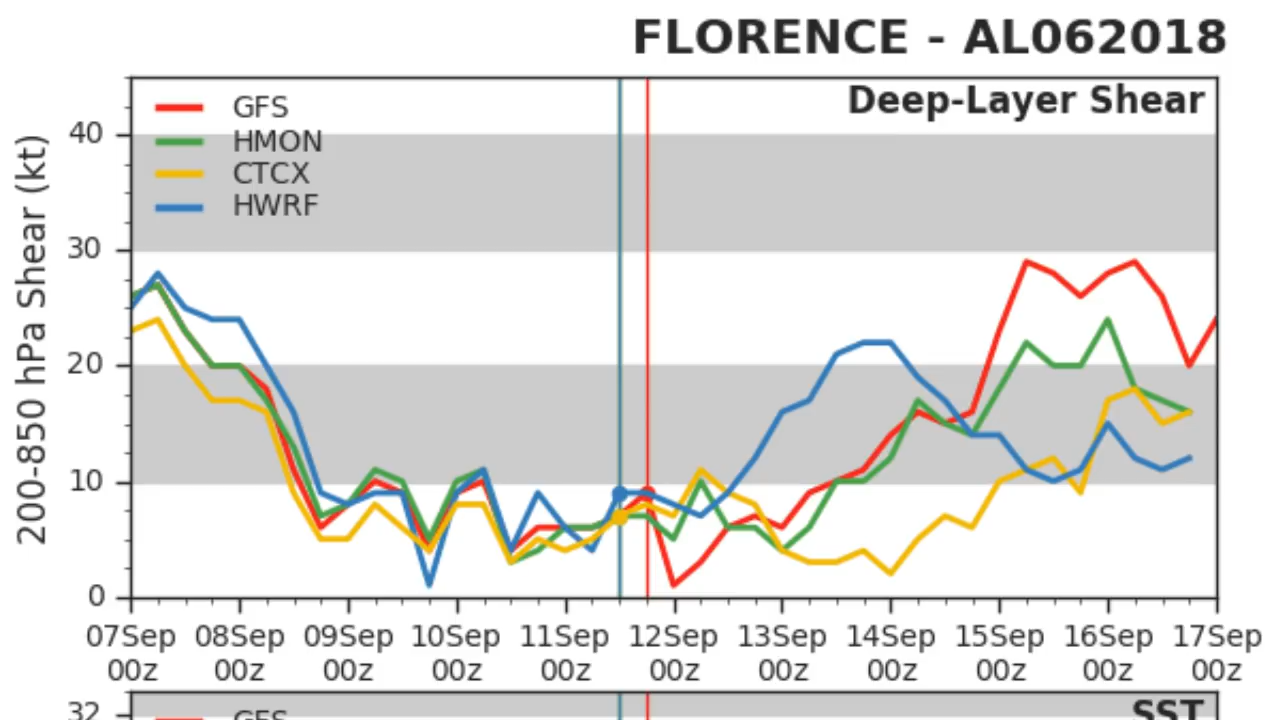 FLORENCE - AL062018
Deep-Layer Shear
GFS
HMON
CTCX
HWRF
200-850 hPa Shear (kt)
40
30
20
10
0
07Sep 08Sep 09Sep 10Sep 11Sep 12Sep 13Sep 14Sep 15Sep 16Sep 17Sep
00z 00z 00z 00z 00z 00z 00z 00z 00z 00z 00z
32
GFS
SST